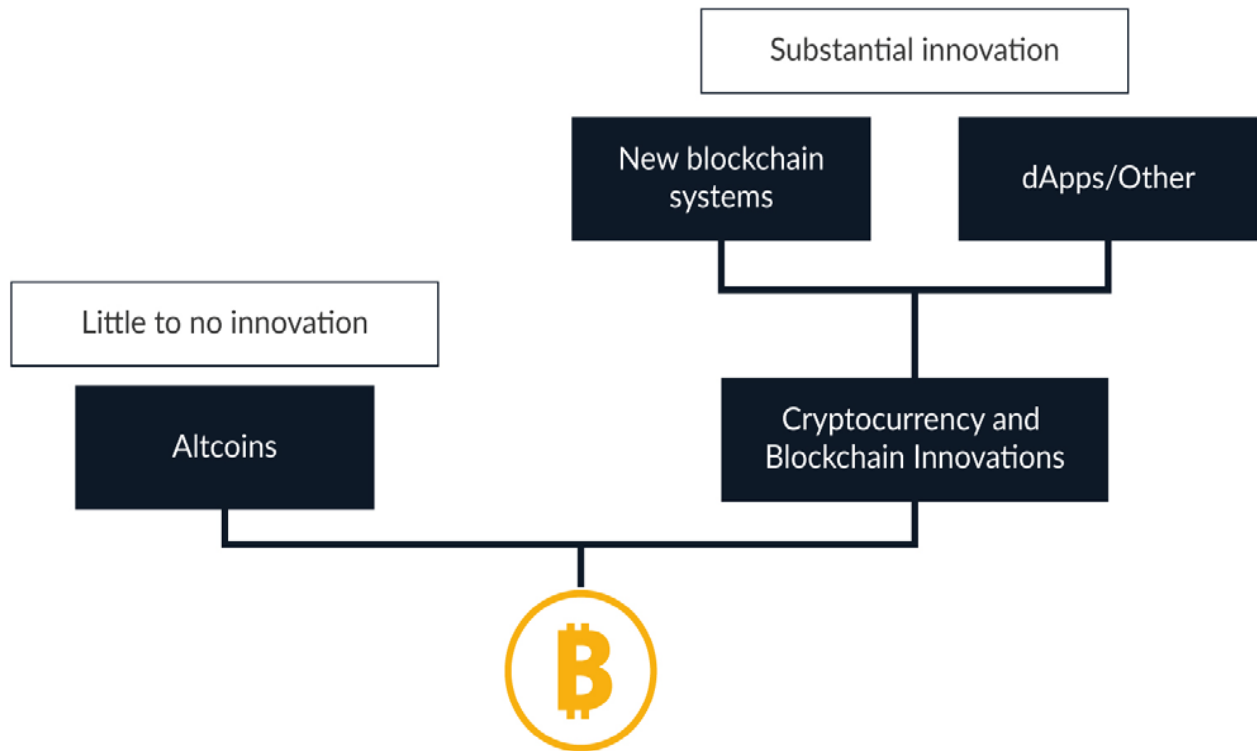 Substantial innovation
New blockchain
systems
dApps/Other
Little to no innovation
Altcoins
Cryptocurrency and
Blockchain Innovations